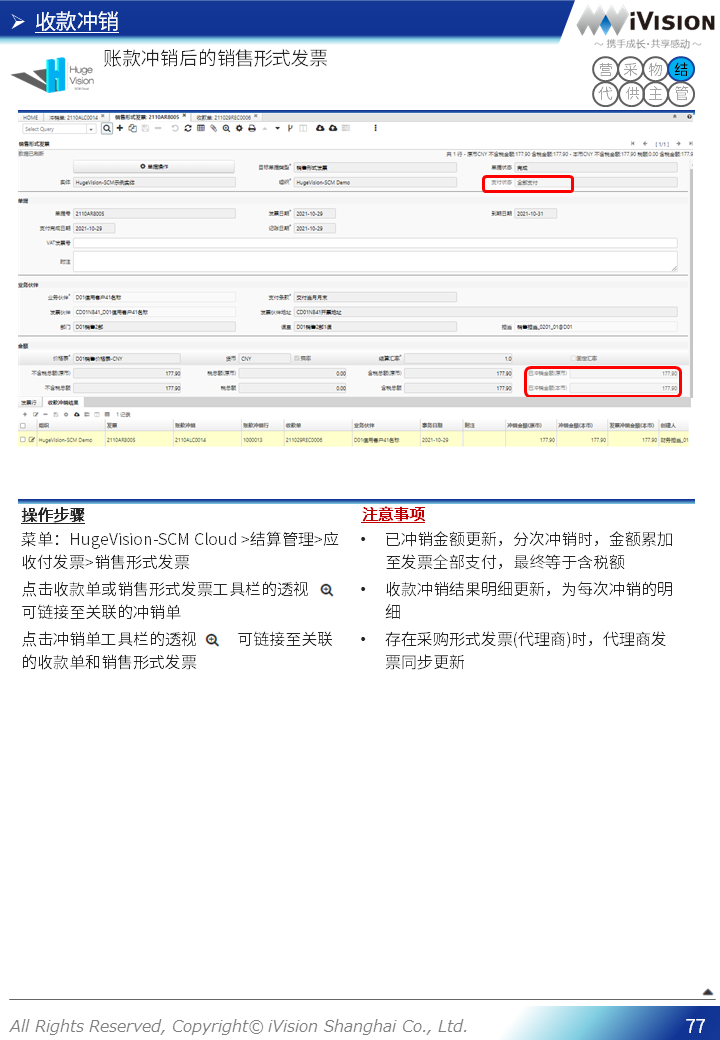 收款冲销
iVision
～ 携手成长·共享感动 ～
账款冲销后的销售形式发票
Huge
Vision
营 采 物 结
代 供 主 管
HOME 冲销单: 2110ALC0014 销售形式发票: 2110AR8005 收款单: 211029REC0006
Select Query
销售形式发票 [ 1/1 ]
数据已刷新 共 1 行 - 原币CNY 不含税金额:177.90 含税金额:177.90 - 本币CNY 不含税金额:177.90 税额:0.00 含税金额:177.9
单据操作 目标单据类型* 销售形式发票 单据状态 完成
实体 HugeVision-SCM示例实体 组织* HugeVision-SCM Demo 支付状态 全部支付
单据
单据号 2110AR8005 发票日期* 2021-10-29 到期日期 2021-10-31
支付完成日期 2021-10-29 记账日期* 2021-10-29
VAT发票号
附注
业务伙伴
业务伙伴* D01信用客户41名称 支付条款* 交付当月月末
发票伙伴 CD01N841_D01信用客户41名称 发票伙伴地址 CD01N841开票地址
部门 D01销售2部 课室 D01销售2部1课 担当 销售担当_0201_01@D01
金额
价格表* D01销售价格表-CNY 货币 CNY 结算汇率* 1.0 固定汇率
不含税总额(原币) 177.90 税总额(原币) 0.00 含税总额(原币) 177.90 已冲销金额(原币) 177.90
不含税总额 177.90 税总额 0.00 含税总额 177.90 已冲销金额(本币) 177.90
发票行 收款冲销结果
1记录
组织 发票 账款冲销 账款冲销行 收款单 业务伙伴 事务日期 附注 冲销金额(原币) 冲销金额(本币) 发票冲销金额(本币) 创建人
HugeVision-SCM Demo 2110AR8005 2110ALC0014 1000013 211029REC0006 D01信用客户41名称 2021-10-29 177.90 177.90 177.90 财务担当_01
操作步骤
菜单：HugeVision-SCM Cloud >结算管理>应
收付发票>销售形式发票
点击收款单或销售形式发票工具栏的透视
可链接至关联的冲销单
点击冲销单工具栏的透视 可链接至关联
的收款单和销售形式发票
注意事项
• 已冲销金额更新，分次冲销时，金额累加
至发票全部支付，最终等于含税额
• 收款冲销结果明细更新，为每次冲销的明
细
• 存在采购形式发票(代理商)时，代理商发
票同步更新
All Rights Reserved, Copyright© iVision Shanghai Co., Ltd.
77